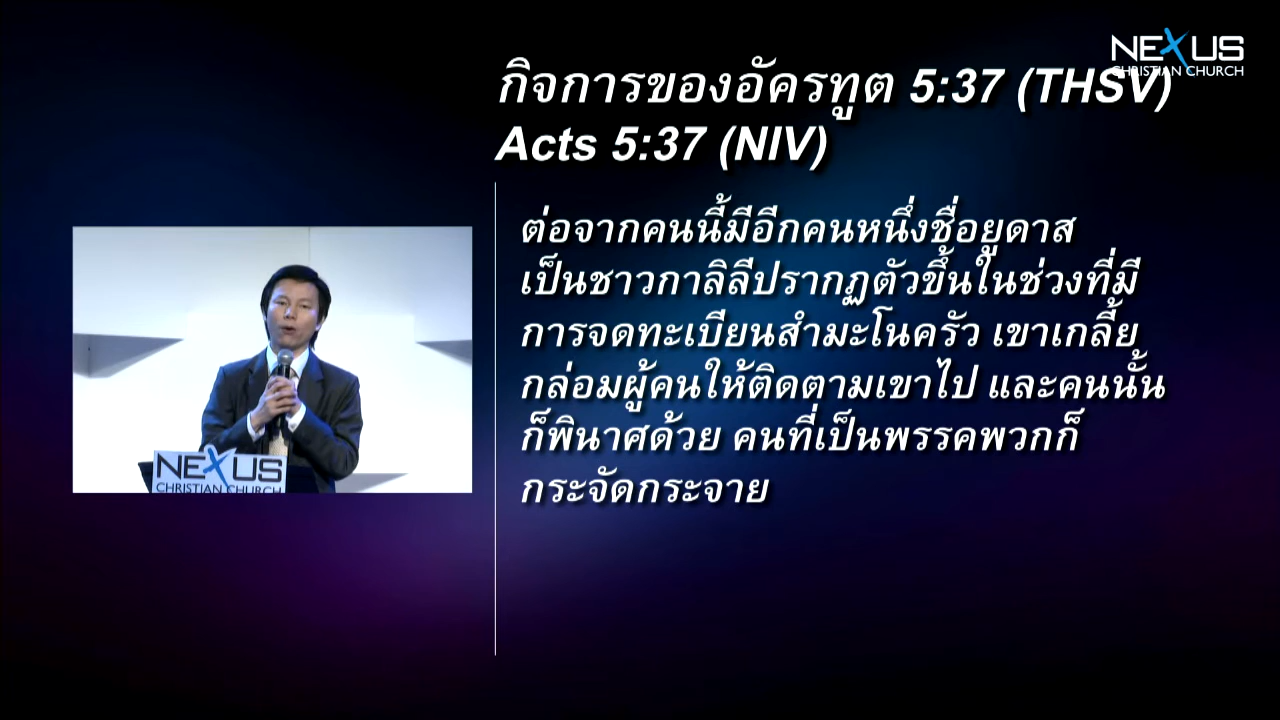 NEXUS
CHRISTIAN CHURCH
กิจการของอัครทูต 5:37 (THSV)
Acts 5:37 (NIV)
ต่อจากคนนี้มีอีกคนหนึ่งชื่อยูดาส
เป็นชาวกาลิลีปรากฏตัวขึ้นในช่วงที่มี
การจดทะเบียนสำมะโนครัว เขาเกลี้ย
กล่อมผู้คนให้ติดตามเขาไป และคนนั้น
ก็พินาศด้วย คนที่เป็นพรรคพวกก็
กระจัดกระจาย
NEXUS
CHRISTIAN CHURCH